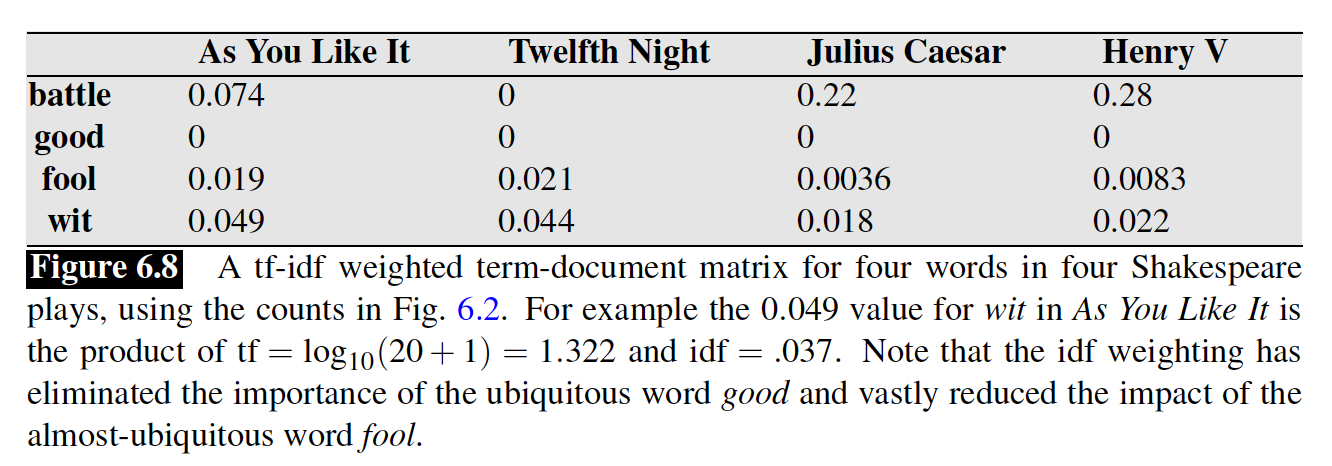 As You Like It Twelfth Night Julius Caesar Henry V
battle 0.074 0 0.22 0.28
good 0 0 0 0
fool 0.019 0.021 0.0036 0.0083
wit 0.049 0.044 0.018 0.022
Figure 6.8 A tf-idf weighted term-document matrix for four words in four Shakespeare
plays, using the counts in Fig. 6.2. For example the 0.049 value for wit in As You Like It is
the product of tf = log₁₀(20 + 1) = 1.322 and idf = .037. Note that the idf weighting has
eliminated the importance of the ubiquitous word good and vastly reduced the impact of the
almost-ubiquitous word fool.